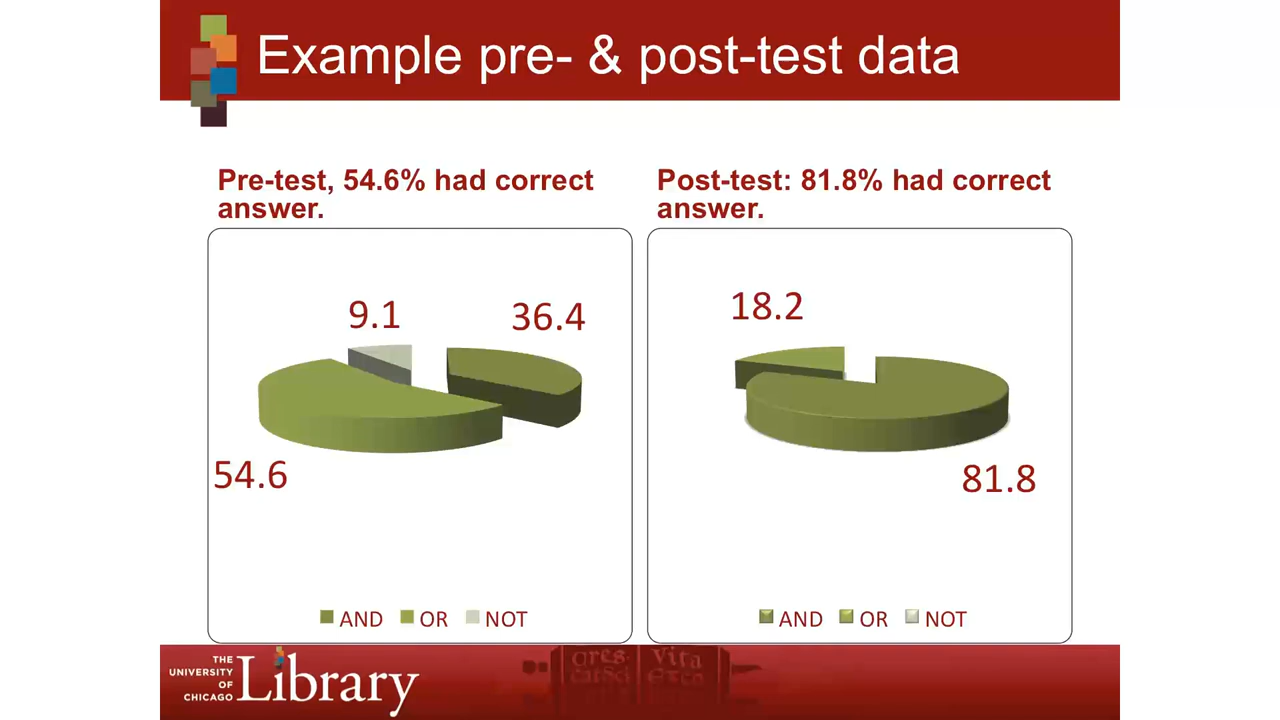 Example pre- & post-test data
Pre-test, 54.6% had correct
answer.
9.1
36.4
54.6
AND OR NOT
Post-test: 81.8% had correct
answer.
18.2
81.8
AND OR NOT
THE
UNIVERSITY
OF
CHICAGO
Library
Cres
Vita